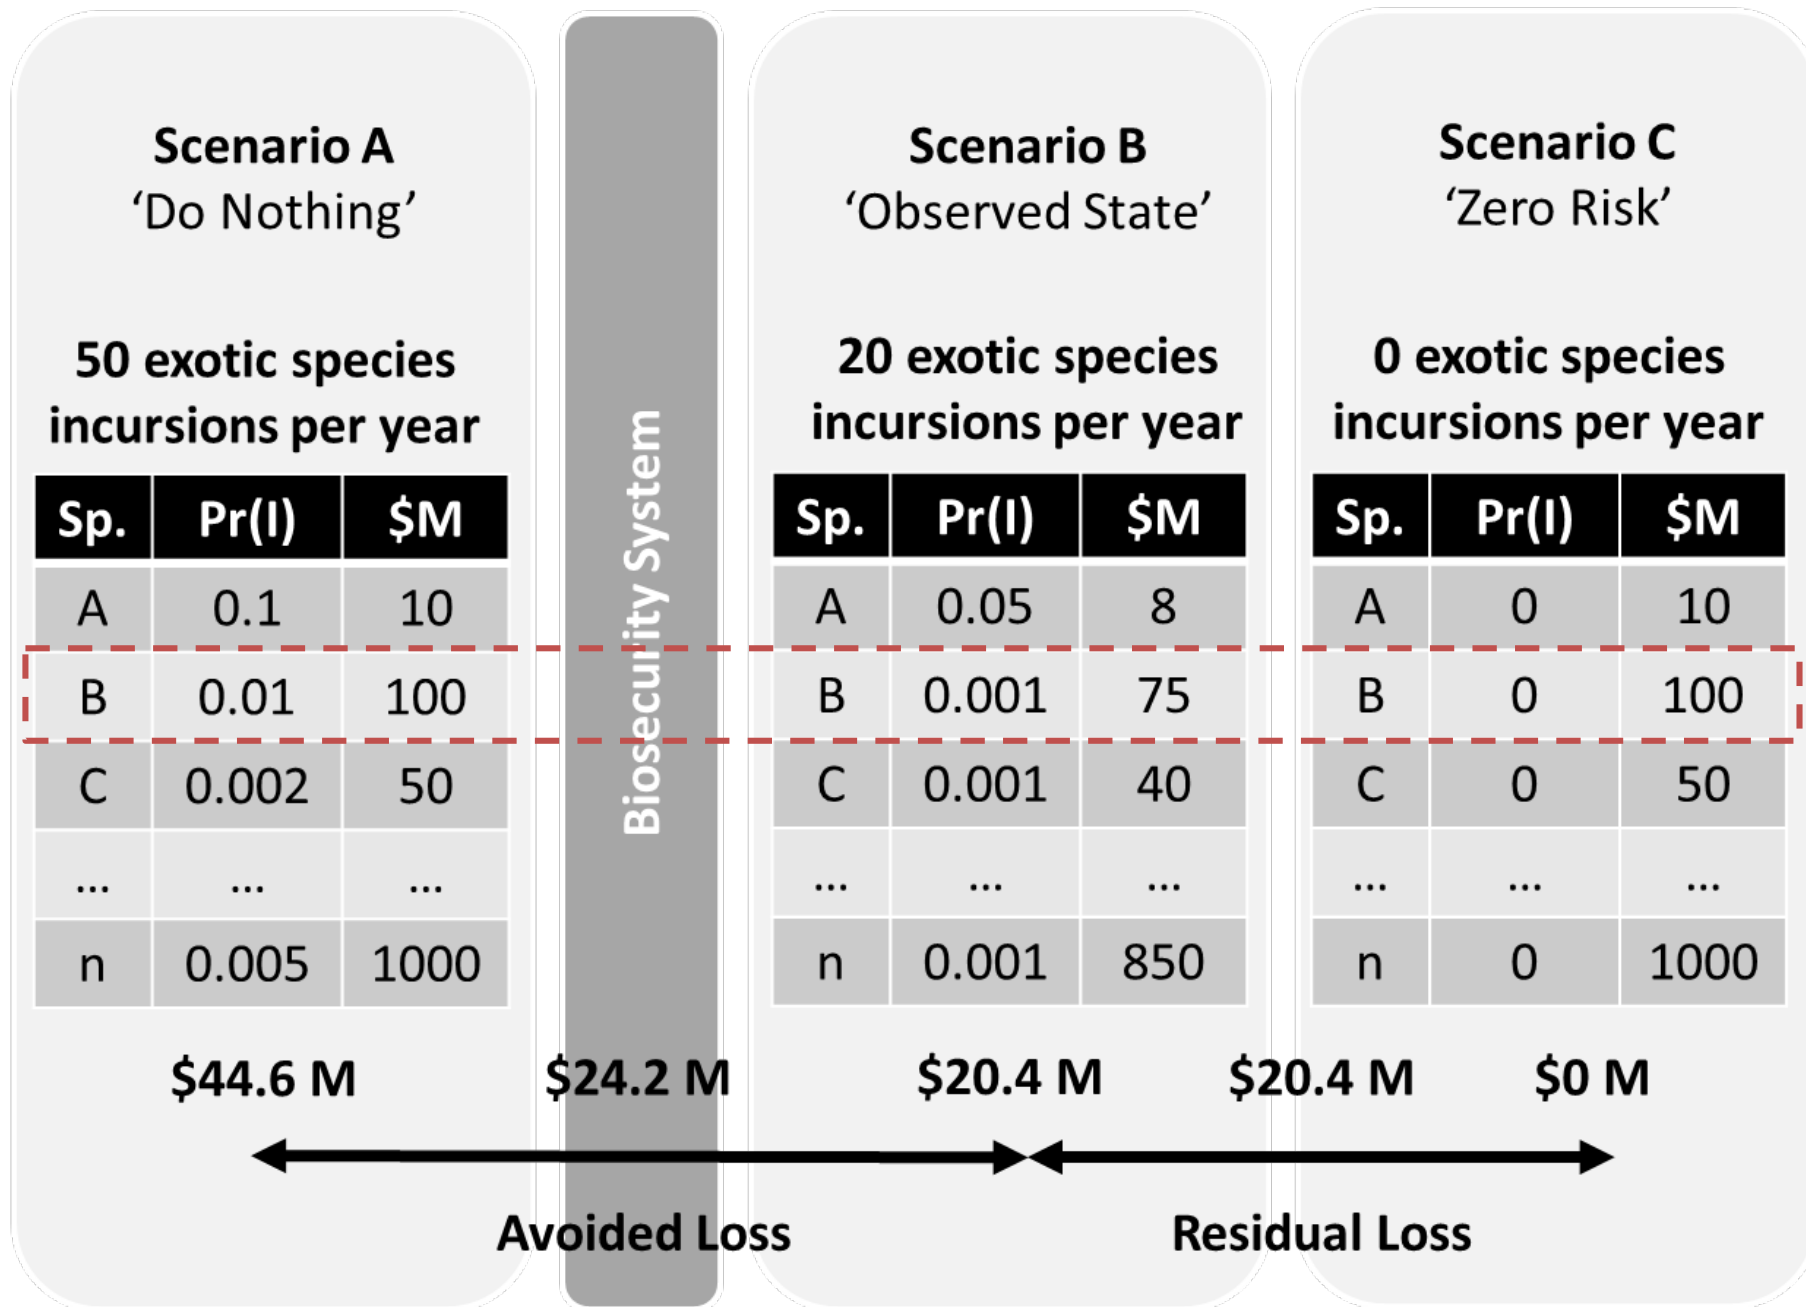 Scenario A
‘Do Nothing’
50 exotic species
incursions per year
Sp. Pr(I) $M
A 0.1 10
B 0.01 100
C 0.002 50
... ... ...
n 0.005 1000
$44.6 M
Biosecurity System
$24.2 M
Scenario B
‘Observed State’
20 exotic species
incursions per year
Sp. Pr(I) $M
A 0.05 8
B 0.001 75
C 0.001 40
... ... ...
n 0.001 850
$20.4 M
$20.4 M
Scenario C
‘Zero Risk’
0 exotic species
incursions per year
Sp. Pr(I) $M
A 0 10
B 0 100
C 0 50
... ... ...
n 0 1000
$0 M
Avoided Loss
Residual Loss